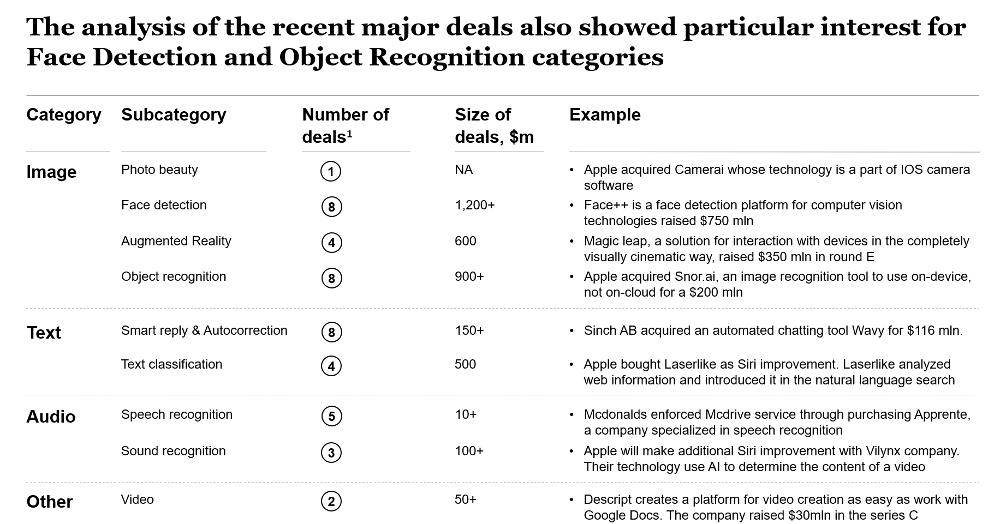 The analysis of the recent major deals also showed particular interest for
Face Detection and Object Recognition categories
Category Subcategory Number of deals¹ Size of deals, $m Example
Image Photo beauty 1 NA • Apple acquired Camerai whose technology is a part of IOS camera
software
Face detection 8 1,200+ • Face++ is a face detection platform for computer vision
technologies raised $750 mln
Augmented Reality 4 600 • Magic leap, a solution for interaction with devices in the completely
visually cinematic way, raised $350 mln in round E
Object recognition 8 900+ • Apple acquired Snor.ai, an image recognition tool to use on-device,
not on-cloud for a $200 mln
Text Smart reply & Autocorrection 8 150+ • Sinch AB acquired an automated chatting tool Wavy for $116 mln.
Text classification 4 500 • Apple bought Laserlike as Siri improvement. Laserlike analyzed
web information and introduced it in the natural language search
Audio Speech recognition 5 10+ • Mcdonalds enforced Mcdrive service through purchasing Apprente,
a company specialized in speech recognition
Sound recognition 3 100+ • Apple will make additional Siri improvement with Vilynx company.
Their technology use AI to determine the content of a video
Other Video 2 50+ • Descript creates a platform for video creation as easy as work with
Google Docs. The company raised $30mln in the series C